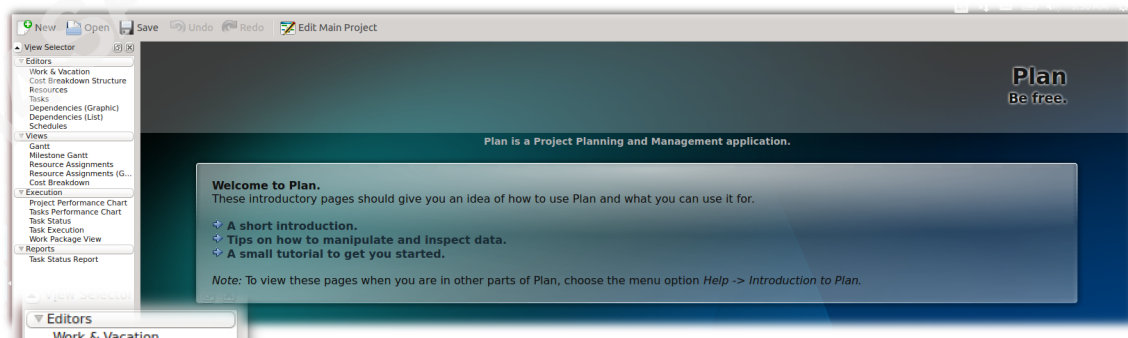 New Open Save Undo Redo Edit Main Project
View Selector
Editors
Work & Vacation
Cost Breakdown Structure
Resources
Tasks
Dependencies (Graphic)
Dependencies (List)
Schedules
Views
Gantt
Milestone Gantt
Resource Assignments
Resource Assignments (G...
Cost Breakdown
Execution
Project Performance Chart
Tasks Performance Chart
Task Status
Task Execution
Work Package View
Reports
Task Status Report
Plan
Be free.
Plan is a Project Planning and Management application.
Welcome to Plan.
These introductory pages should give you an idea of how to use Plan and what you can use it for.
A short introduction.
Tips on how to manipulate and inspect data.
A small tutorial to get you started.
Note: To view these pages when you are in other parts of Plan, choose the menu option Help -> Introduction to Plan.
View Selector
Editors
Work & Vacation